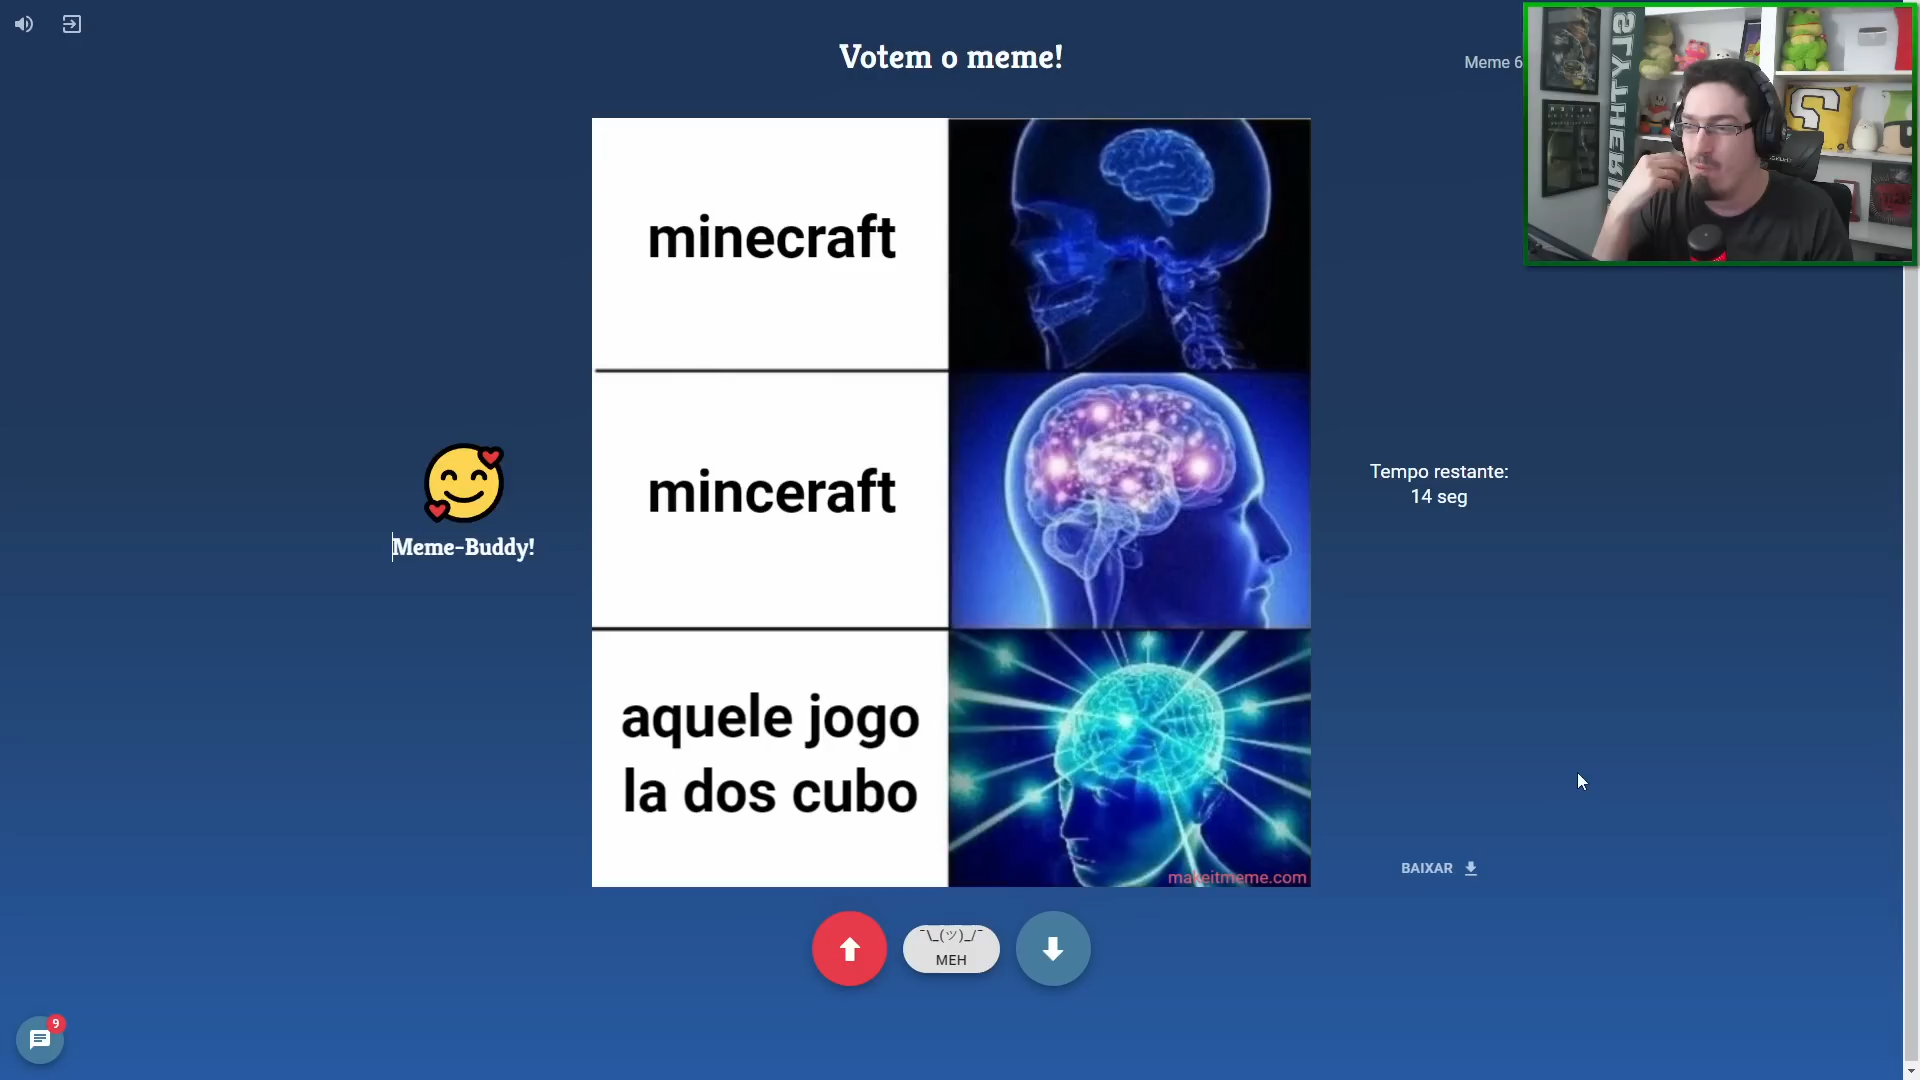 Votem o meme!
Meme 6
SLYTHERIN
minecraft
minceraft
Meme-Buddy!
Tempo restante:
14 seg
aquele jogo
la dos cubo
makeitmeme.com
BAIXAR
¯\_(ツ)_/¯
MEH
9